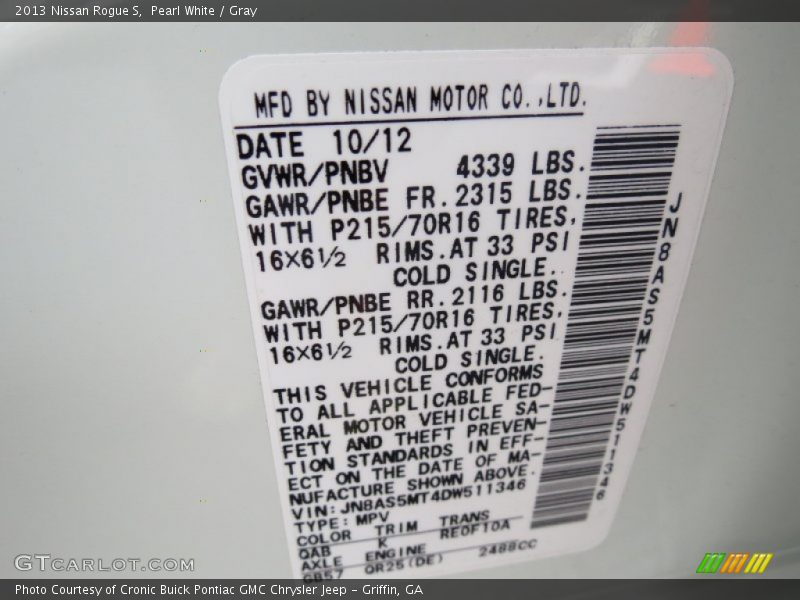 2013 Nissan Rogue S,  Pearl White / Gray
MFD BY NISSAN MOTOR CO.,LTD.
DATE 10/12
GVWR/PNBV 4339 LBS.
GAWR/PNBE FR. 2315 LBS.
WITH P215/70R16 TIRES,
16X6½ RIMS. AT 33 PSI
COLD SINGLE..
GAWR/PNBE RR. 2116 LBS.
WITH P215/70R16 TIRES,
16X6½ RIMS. AT 33 PSI
COLD SINGLE.
THIS VEHICLE CONFORMS
TO ALL APPLICABLE FED-
ERAL MOTOR VEHICLE SA-
FETY AND THEFT PREVEN-
TION STANDARDS IN EFF-
ECT ON THE DATE OF MA-
NUFACTURE SHOWN ABOVE.
VIN: JN8AS5MT4DW511346
TYPE: MPV
COLOR TRIM TRANS
QAB K RE0F10A
AXLE ENGINE
GB57 QR25(DE) 2488CC
JN8AS5MT4DW511346
GTCARLOT.COM
Photo Courtesy of Cronic Buick Pontiac GMC Chrysler Jeep - Griffin, GA